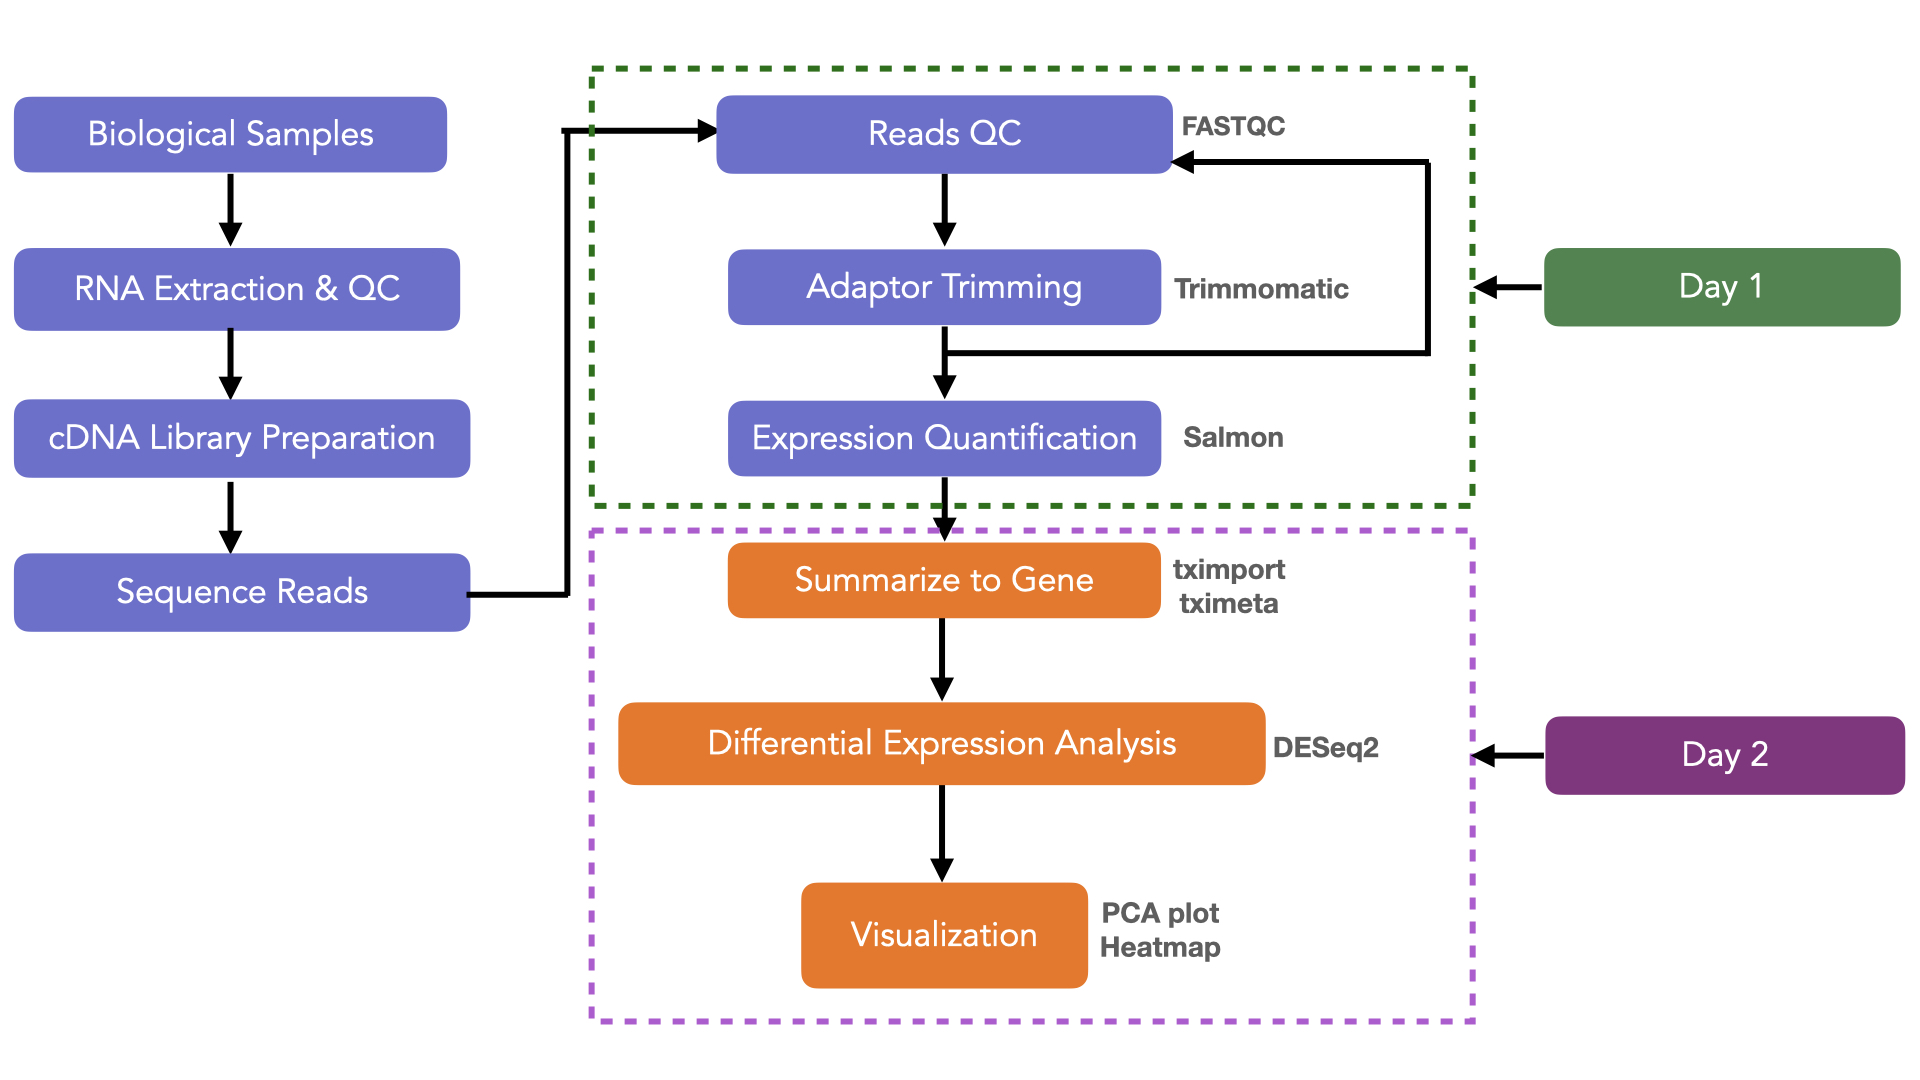 Biological Samples
RNA Extraction & QC
cDNA Library Preparation
Sequence Reads
Reads QC
FASTQC
Adaptor Trimming
Trimmomatic
Expression Quantification
Salmon
Day 1
Summarize to Gene
tximport
tximeta
Differential Expression Analysis
DESeq2
Visualization
PCA plot
Heatmap
Day 2